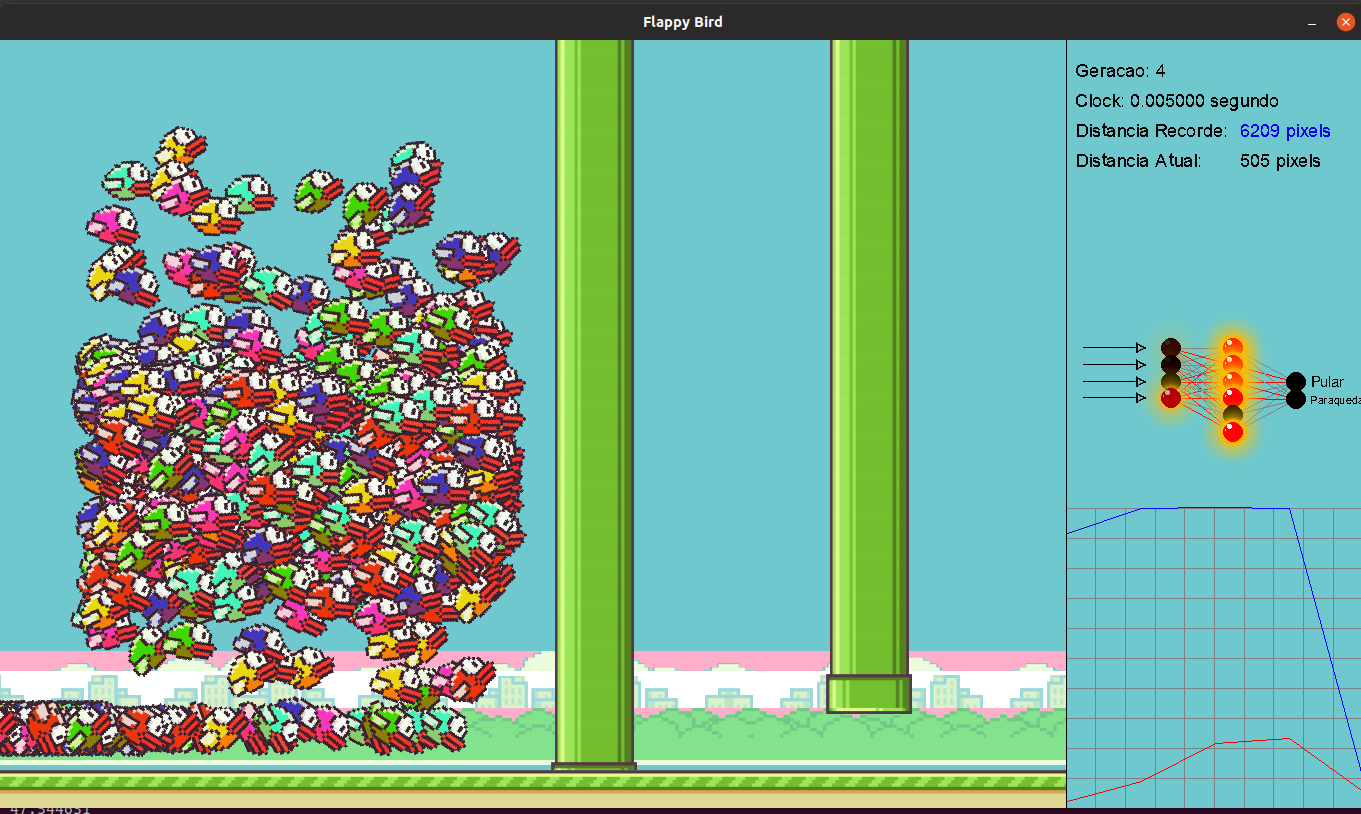 Flappy Bird
Geracao: 4
Clock: 0.005000 segundo
Distancia Recorde: 6209 pixels
Distancia Atual: 505 pixels
Pular
Paraqueda